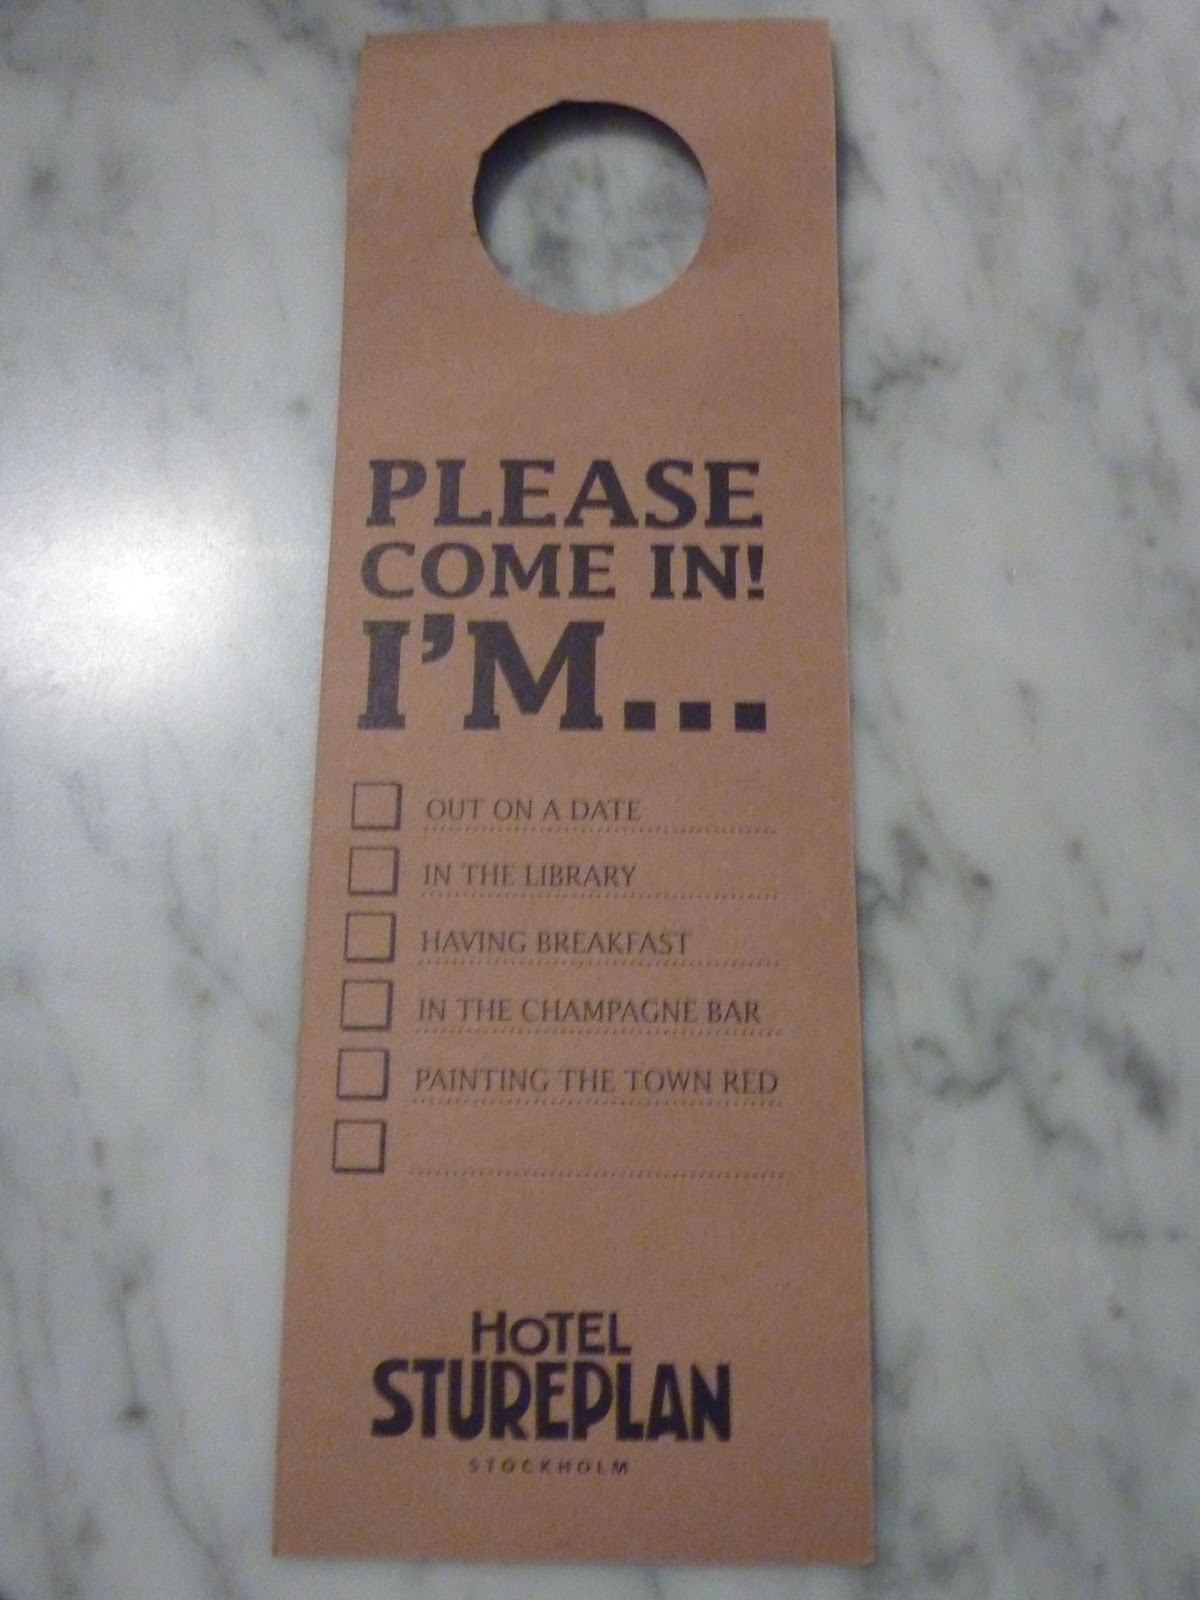 PLEASE
COME IN!
I'M...
OUT ON A DATE
IN THE LIBRARY
HAVING BREAKFAST
IN THE CHAMPAGNE BAR
PAINTING THE TOWN RED
HOTEL
STUREPLAN
STOCKHOLM